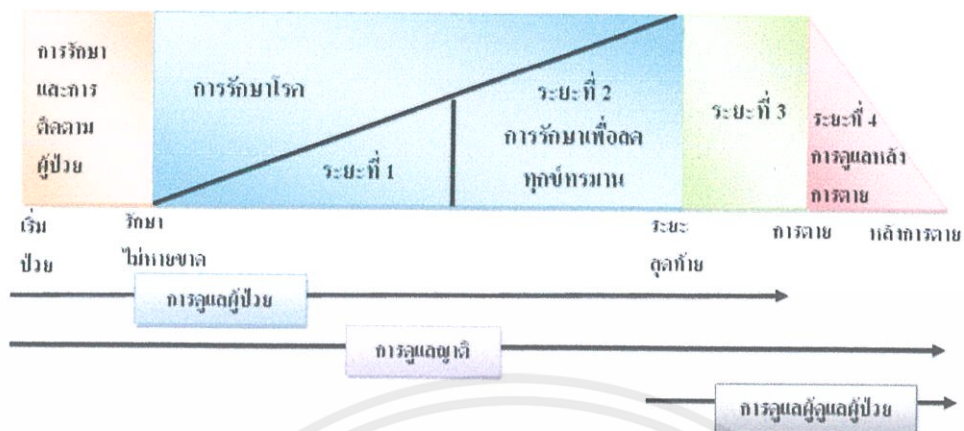 การรักษา
และการ
ติดตาม
ผู้ป่วย
การรักษาโรค
ระยะที่ 1
ระยะที่ 2
การรักษาเพื่อลด
ทุกข์ทรมาน
ระยะที่ 3
ระยะที่ 4
การดูแลหลัง
การตาย
เริ่ม
ป่วย
รักษา
ไม่หายขาด
ระยะ
สุดท้าย
การตาย
หลังการตาย
การดูแลผู้ป่วย
การดูแลญาติ
การดูแลผู้ดูแลผู้ป่วย